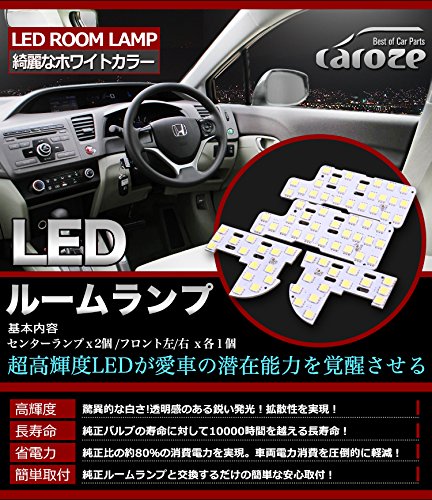 LED ROOM LAMP
綺麗なホワイトカラー
Best of Car Parts
caroze
LED
ルームランプ
基本内容
センターランプｘ2個 /フロント左/右 ｘ各１個
超高輝度LEDが愛車の潜在能力を覚醒させる
高輝度 驚異的な白さ!透明感のある鋭い発光！拡散性を実現！
長寿命 純正バルブの寿命に対して10000時間を越える長寿命！
省電力 純正比の約80%の消費電力を実現。車両電力消費を圧倒的に軽減！
簡単取付 純正ルームランプと交換するだけの簡単な安心取付！